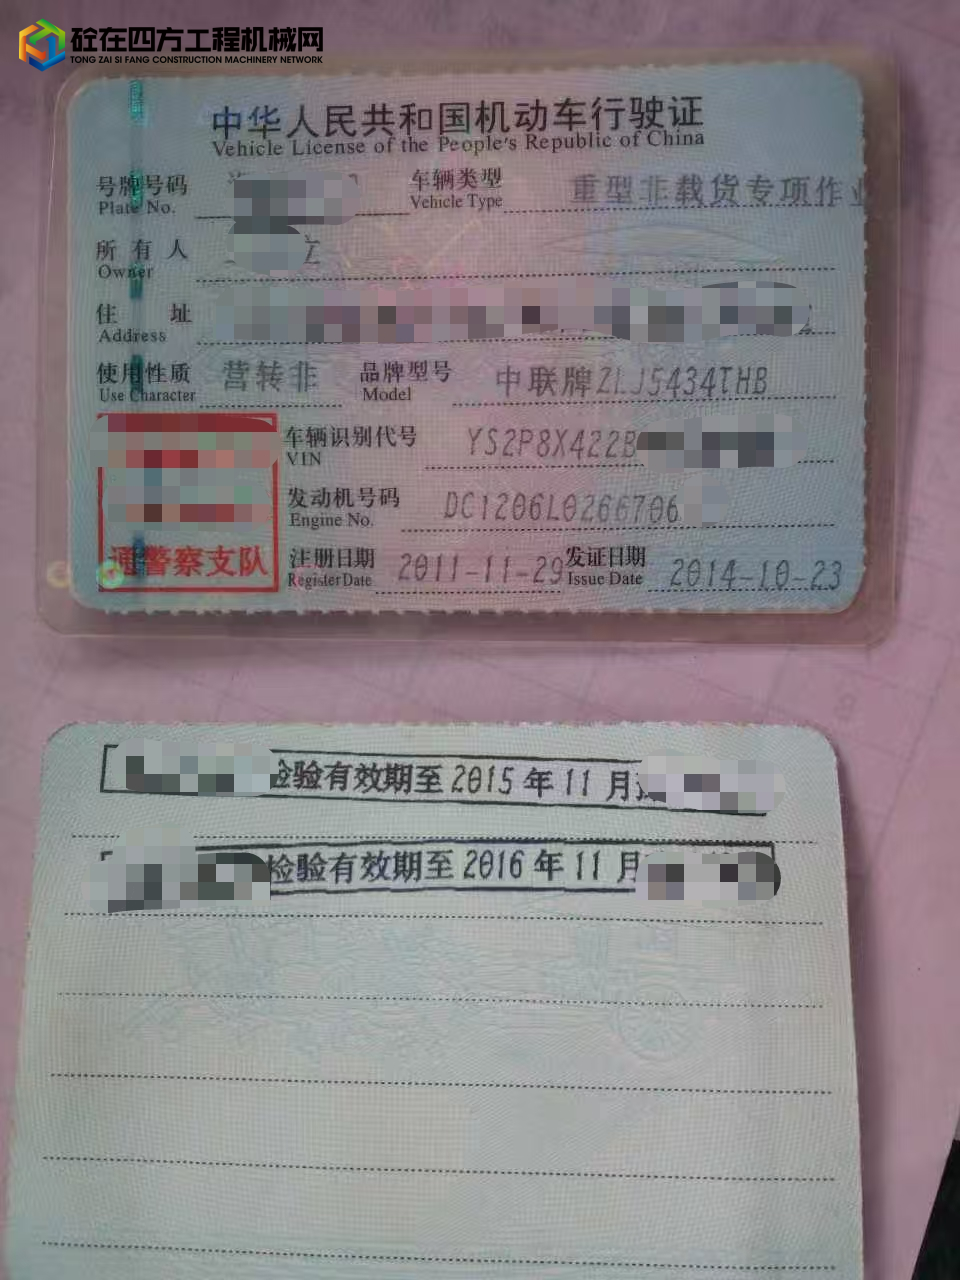 砼在四方工程机械网
TONG ZAI SI FANG CONSTRUCTION MACHINERY NETWORK
中华人民共和国机动车行驶证
Vehicle License of the People's Republic of China
号牌号码
Plate No.
车辆类型 重型非载货专项作业
Vehicle Type
所有人 立
Owner
住址
Address
使用性质 营转非 品牌型号 中联牌ZLJ5434THB
Use Character Model
车辆识别代号 YS2P8X422B
VIN
发动机号码 DC1206L0266706
Engine No.
注册日期 2011-11-29 发证日期 2014-10-23
Register Date Issue Date
通警察支队
检验有效期至2015年11月
检验有效期至2016年11月